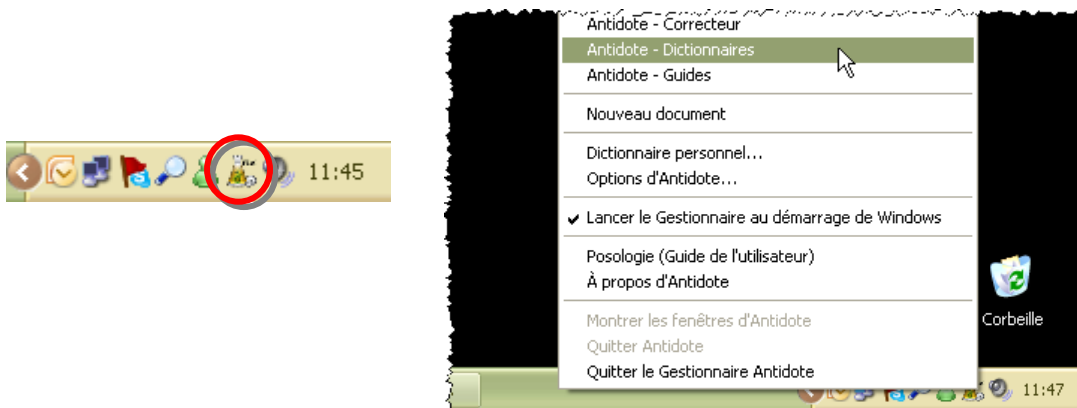 11:45
Antidote - Correcteur
Antidote - Dictionnaires
Antidote - Guides
Nouveau document
Dictionnaire personnel...
Options d'Antidote...
Lancer le Gestionnaire au démarrage de Windows
Posologie (Guide de l'utilisateur)
À propos d'Antidote
Montrer les fenêtres d'Antidote
Quitter Antidote
Quitter le Gestionnaire Antidote
Corbeille
11:47